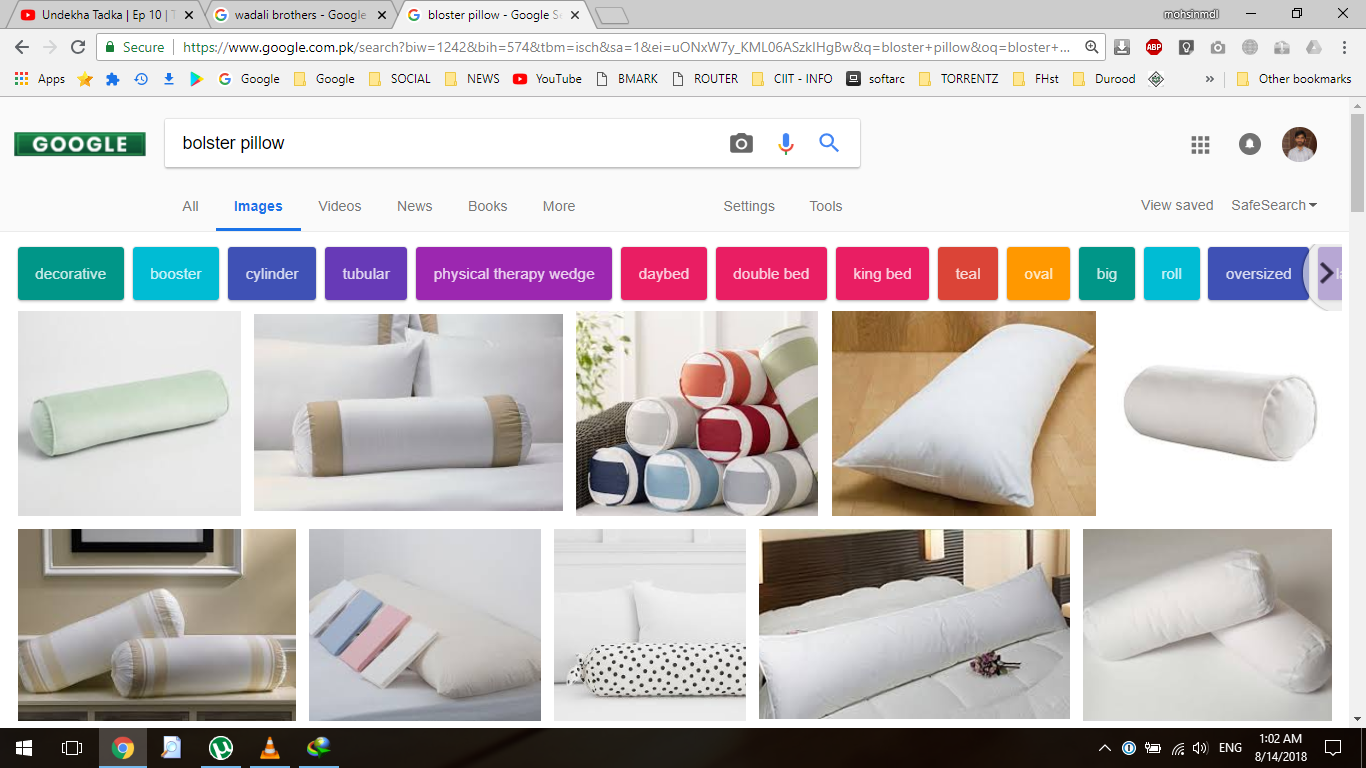 Undekha Tadka | Ep 10 | T
wadali brothers - Google
bloster pillow - Google Se
mohsinmdl
Secure
https://www.google.com.pk/search?biw=1242&bih=574&tbm=isch&sa=1&ei=uONxW7y_KML06ASzkIHgBw&q=bloster+pillow&oq=bloster+...
ABP
Apps
Google
Google
SOCIAL
NEWS
YouTube
BMARK
ROUTER
CIIT - INFO
softarc
TORRENTZ
FHst
Durood
»
Other bookmarks
GOOGLE
bolster pillow
All
Images
Videos
News
Books
More
Settings
Tools
View saved
SafeSearch
decorative
booster
cylinder
tubular
physical therapy wedge
daybed
double bed
king bed
teal
oval
big
roll
oversized
ENG
1:02 AM
8/14/2018